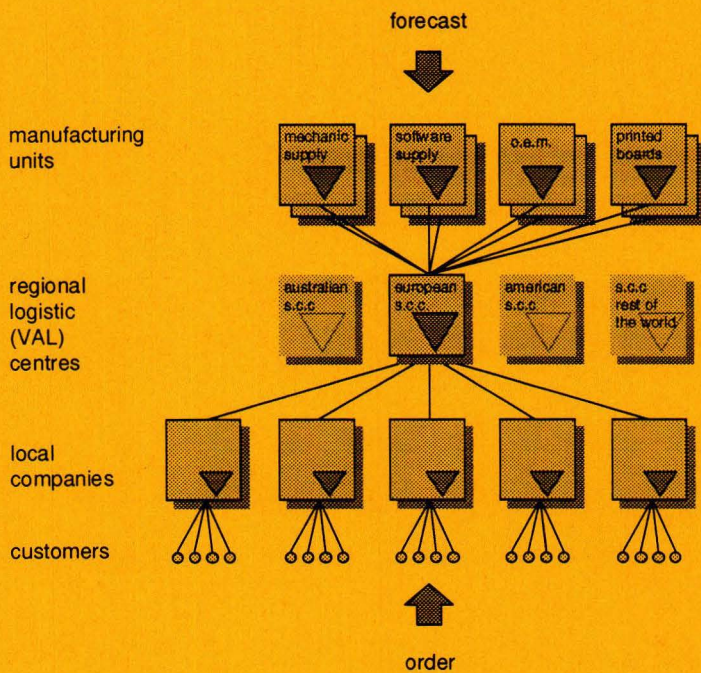 forecast
manufacturing
units
mechanic
supply
software
supply
o.e.m.
printed
boards
regional
logistic
(VAL)
centres
australian
s.c.c
european
s.c.c
american
s.c.c
s.c.c
rest of
the world
local
companies
customers
order